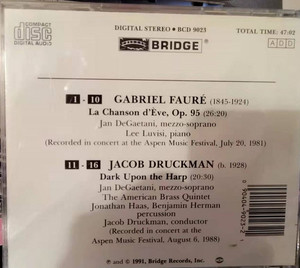 COMPACT
disc
DIGITAL AUDIO
DIGITAL STEREO • BCD 9023
BRIDGE
TOTAL TIME: 47:02
A D D
1 - 10 GABRIEL FAURÉ (1845-1924)
La Chanson d'Ève, Op. 95 (26:20)
Jan DeGaetani, mezzo-soprano
Lee Luvisi, piano
(Recorded in concert at the Aspen Music Festival, July 20, 1981)
11 - 16 JACOB DRUCKMAN (b. 1928)
Dark Upon the Harp (20:30)
Jan DeGaetani, mezzo-soprano
The American Brass Quintet
Jonathan Haas, Benjamin Herman
percussion
Jacob Druckman, conductor
(Recorded in concert at the
Aspen Music Festival, August 6, 1988)
℗ and © 1991, Bridge Records, Inc.